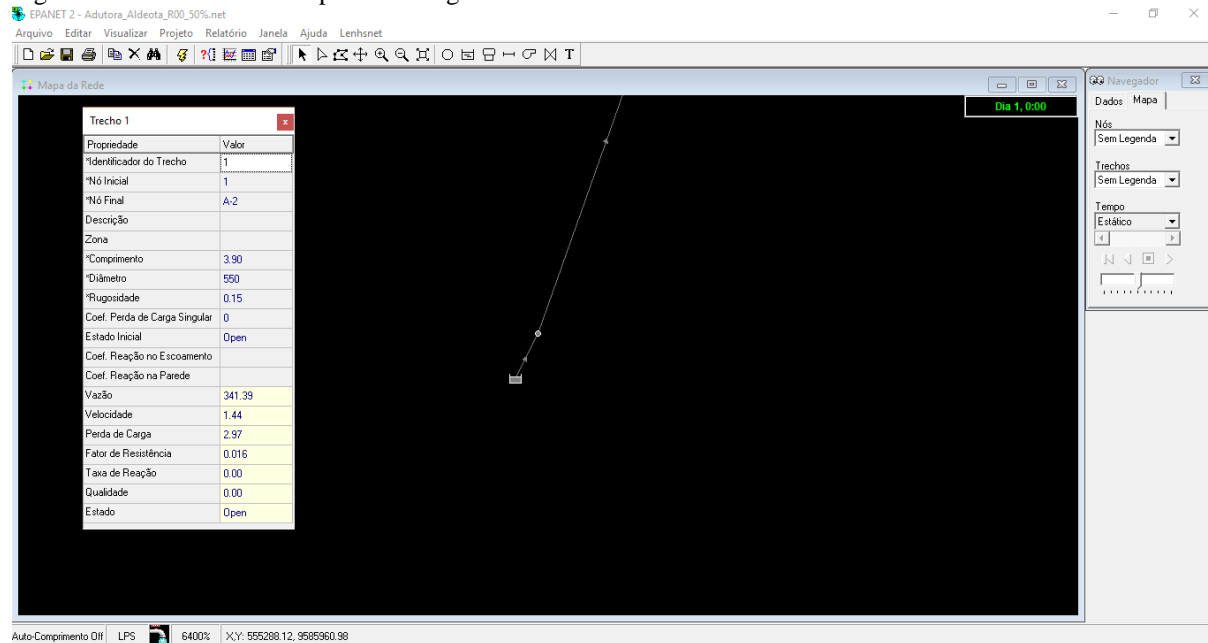 EPANET 2 - Adutora_Aldeota_R00_50%.net
Arquivo Editar Visualizar Projeto Relatório Janela Ajuda Lenhsnet
T
Mapa da Rede
Dia 1, 0:00
Trecho 1
Propriedade Valor
*Identificador do Trecho 1
*Nó Inicial 1
*Nó Final A-2
Descrição
Zona
*Comprimento 3.90
*Diâmetro 550
*Rugosidade 0.15
Coef. Perda de Carga Singular 0
Estado Inicial Open
Coef. Reação no Escoamento
Coef. Reação na Parede
Vazão 341.39
Velocidade 1.44
Perda de Carga 2.97
Fator de Resistência 0.016
Taxa de Reação 0.00
Qualidade 0.00
Estado Open
Navegador
Dados Mapa
Nós
Sem Legenda
Trechos
Sem Legenda
Tempo
Estático
Auto-Comprimento Off LPS 6400% X,Y: 555288.12, 9585960.98